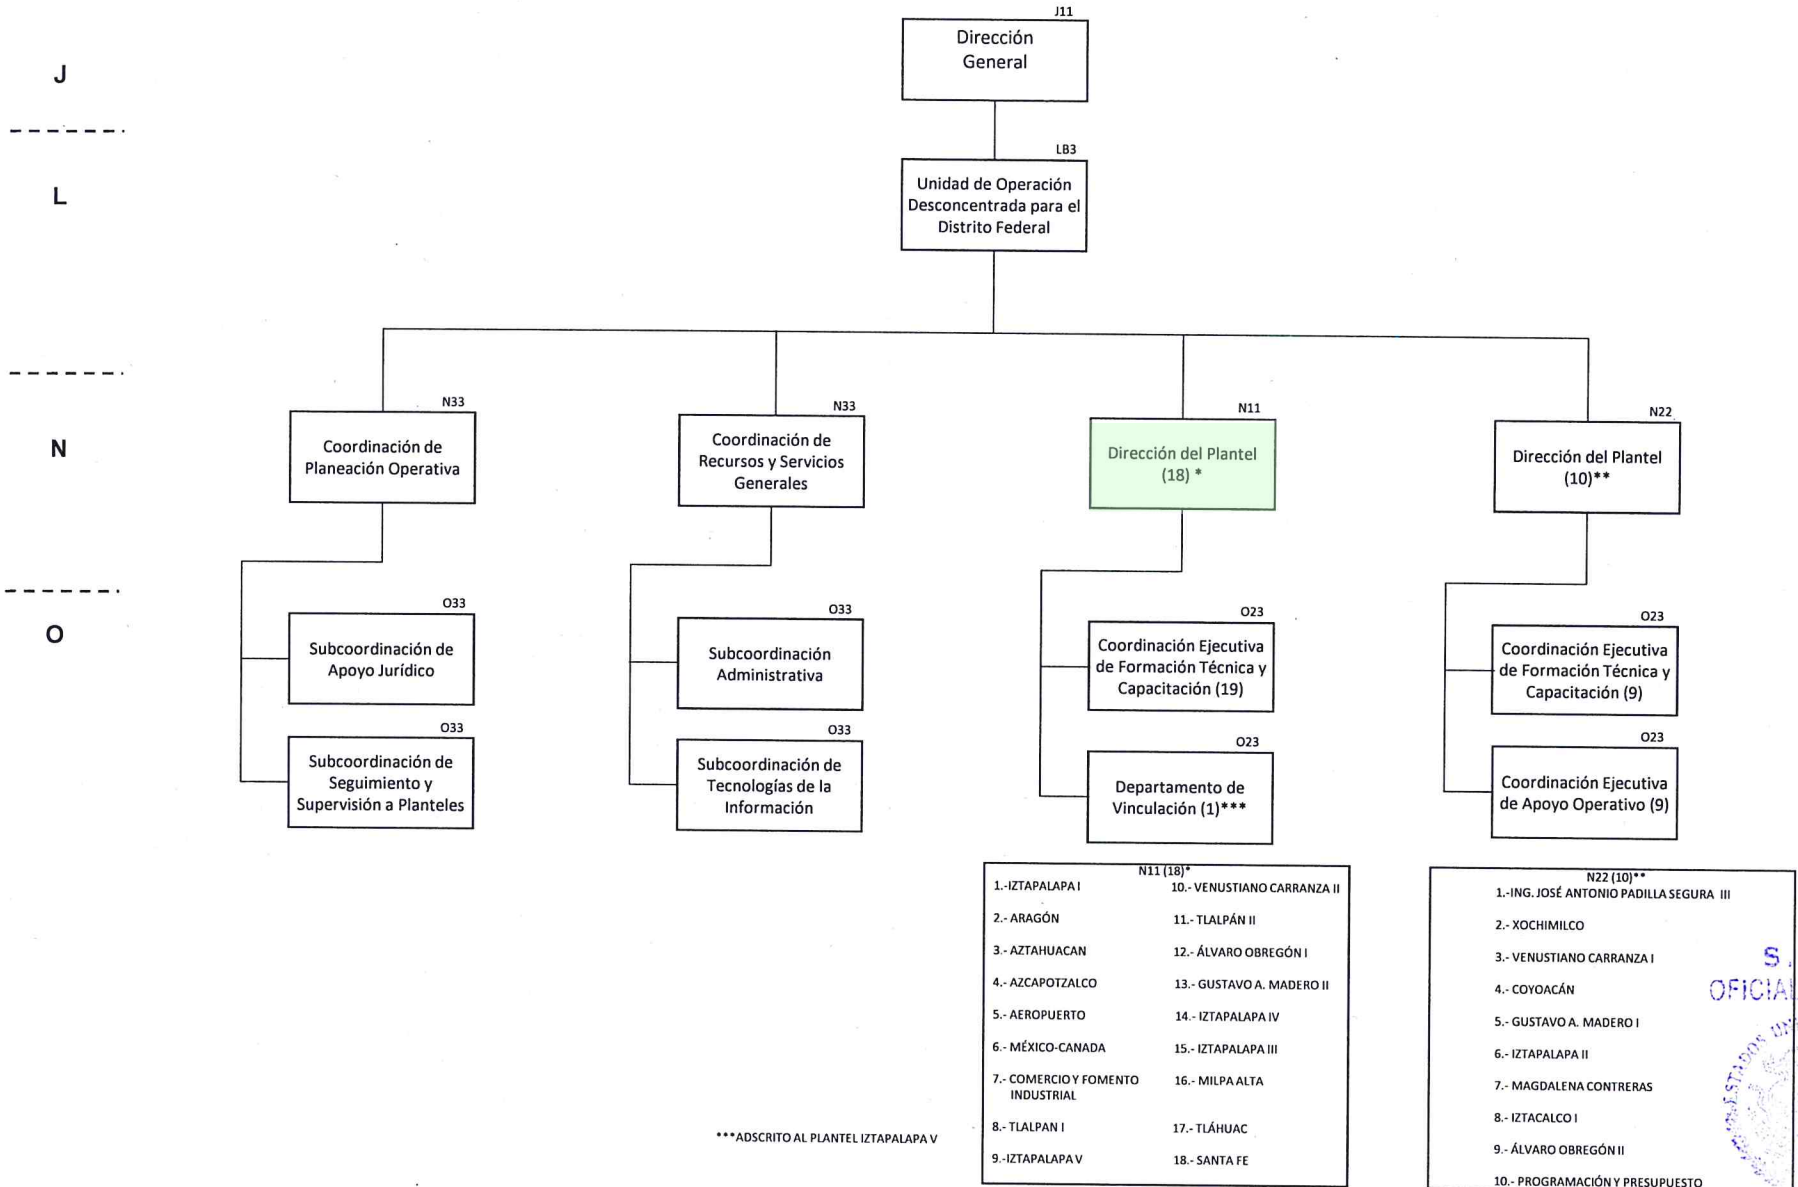 J11
Dirección
General
J
LB3
Unidad de Operación
Desconcentrada para el
Distrito Federal
L
N33
Coordinación de
Planeación Operativa
N33
Coordinación de
Recursos y Servicios
Generales
N11
Dirección del Plantel
(18) *
N22
Dirección del Plantel
(10)**
N
O33
Subcoordinación de
Apoyo Jurídico
O33
Subcoordinación
Administrativa
O23
Coordinación Ejecutiva
de Formación Técnica y
Capacitación (19)
O23
Coordinación Ejecutiva
de Formación Técnica y
Capacitación (9)
O
O33
Subcoordinación de
Seguimiento y
Supervisión a Planteles
O33
Subcoordinación de
Tecnologías de la
Información
O23
Departamento de
Vinculación (1)***
O23
Coordinación Ejecutiva
de Apoyo Operativo (9)
N11 (18)*
1.-IZTAPALAPA I
2.- ARAGÓN
3.- AZTAHUACAN
4.- AZCAPOTZALCO
5.- AEROPUERTO
6.- MÉXICO-CANADA
7.- COMERCIO Y FOMENTO
INDUSTRIAL
8.- TLALPAN I
9.-IZTAPALAPA V
10.- VENUSTIANO CARRANZA II
11.- TLALPÁN II
12.- ÁLVARO OBREGÓN I
13.- GUSTAVO A. MADERO II
14.- IZTAPALAPA IV
15.- IZTAPALAPA III
16.- MILPA ALTA
17.- TLÁHUAC
18.- SANTA FE
N22 (10)**
1.-ING. JOSÉ ANTONIO PADILLA SEGURA III
2.- XOCHIMILCO
3.- VENUSTIANO CARRANZA I
4.- COYOACÁN
5.- GUSTAVO A. MADERO I
6.- IZTAPALAPA II
7.- MAGDALENA CONTRERAS
8.- IZTACALCO I
9.- ÁLVARO OBREGÓN II
10.- PROGRAMACIÓN Y PRESUPUESTO
***ADSCRITO AL PLANTEL IZTAPALAPA V
S.
OFICIAL
ESTADOS UN